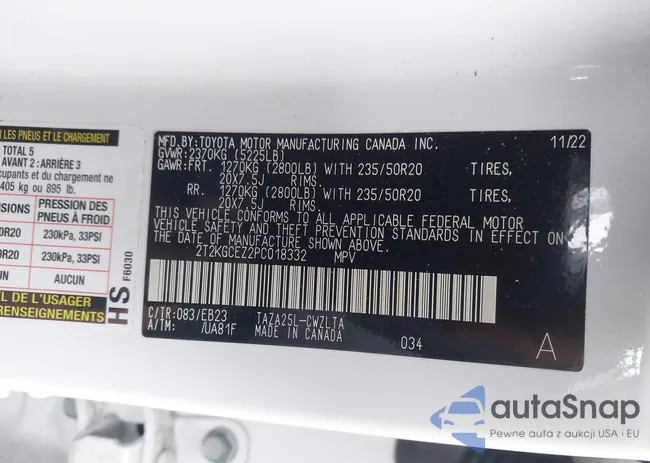 LES PNEUS ET LE CHARGEMENT
TOTAL 5
AVANT 2 : ARRIÈRE 3
cupants et du chargement ne
405 kg ou 895 lb.
NSIONS PRESSION DES PNEUS À FROID
0R20 230kPa, 33PSI
0R20 230kPa, 33PSI
UN AUCUN
L DE L'USAGER
HS F6030
MFD.BY:TOYOTA MOTOR MANUFACTURING CANADA INC. 11/22
GVWR:2370KG (5225LB)
GAWR:FRT. 1270KG (2800LB) WITH 235/50R20 TIRES,
20X7.5J RIMS.
RR. 1270KG (2800LB) WITH 235/50R20 TIRES,
20X7.5J RIMS.
THIS VEHICLE CONFORMS TO ALL APPLICABLE FEDERAL MOTOR
VEHICLE SAFETY AND THEFT PREVENTION STANDARDS IN EFFECT ON
THE DATE OF MANUFACTURE SHOWN ABOVE.
2T2KGCEZ2PC018332 MPV
C/TR:083/EB23 TAZA25L-CWZLTA
A/TM: /UA81F MADE IN CANADA 034 A
autaSnap
Pewne auta z aukcji USA i EU